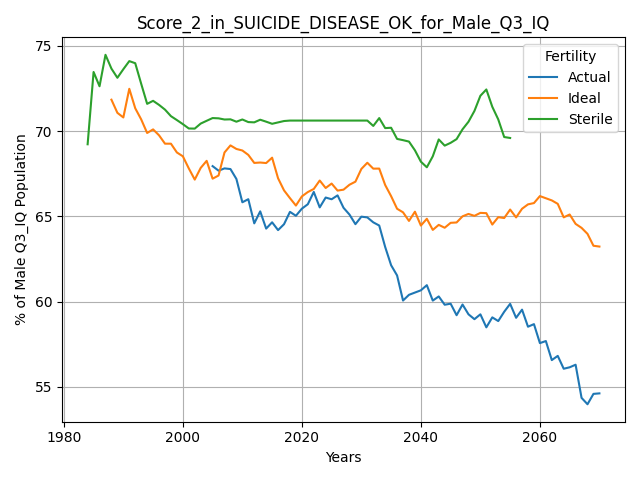 Score_2_in_SUICIDE_DISEASE_OK_for_Male_Q3_IQ
Fertility
Actual
Ideal
Sterile
% of Male Q3_IQ Population
75
70
65
60
55
1980
2000
2020
2040
2060
Years